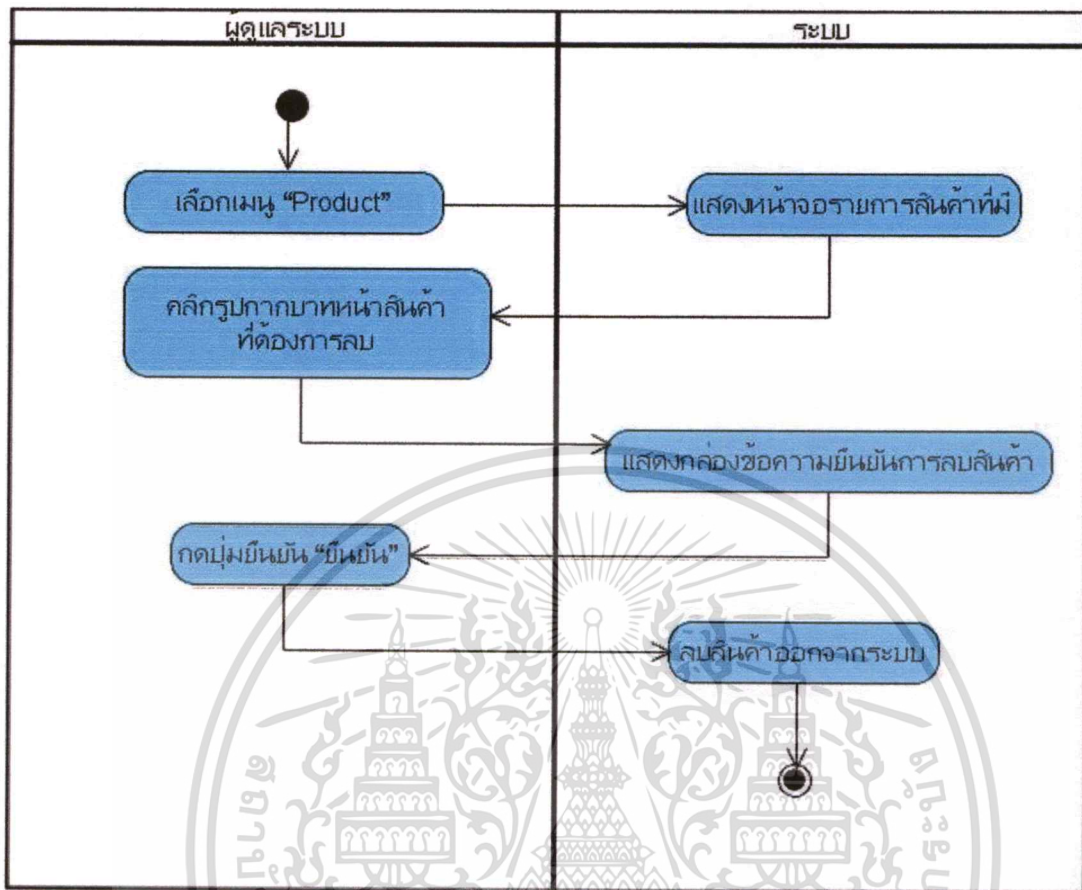 ผู้ดูแลระบบ
ระบบ
เลือกเมนู “Product”
แสดงหน้าจอรายการสินค้าที่มี
คลิกรูปกากบาทหน้าสินค้า
ที่ต้องการลบ
แสดงกล่องข้อความยืนยันการลบสินค้า
กดปุ่มยืนยัน “ยืนยัน”
ลบสินค้าออกจากระบบ